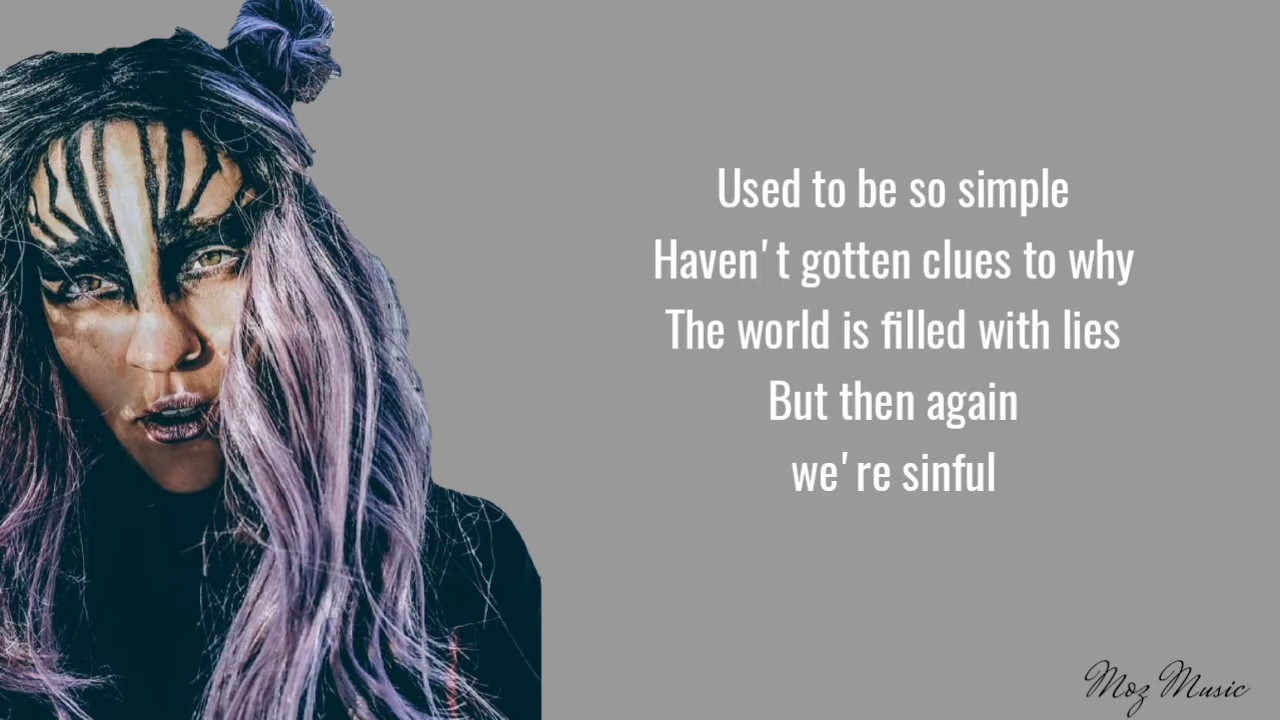 Used to be so simple
Haven't gotten clues to why
The world is filled with lies
But then again
we're sinful
Moz Music